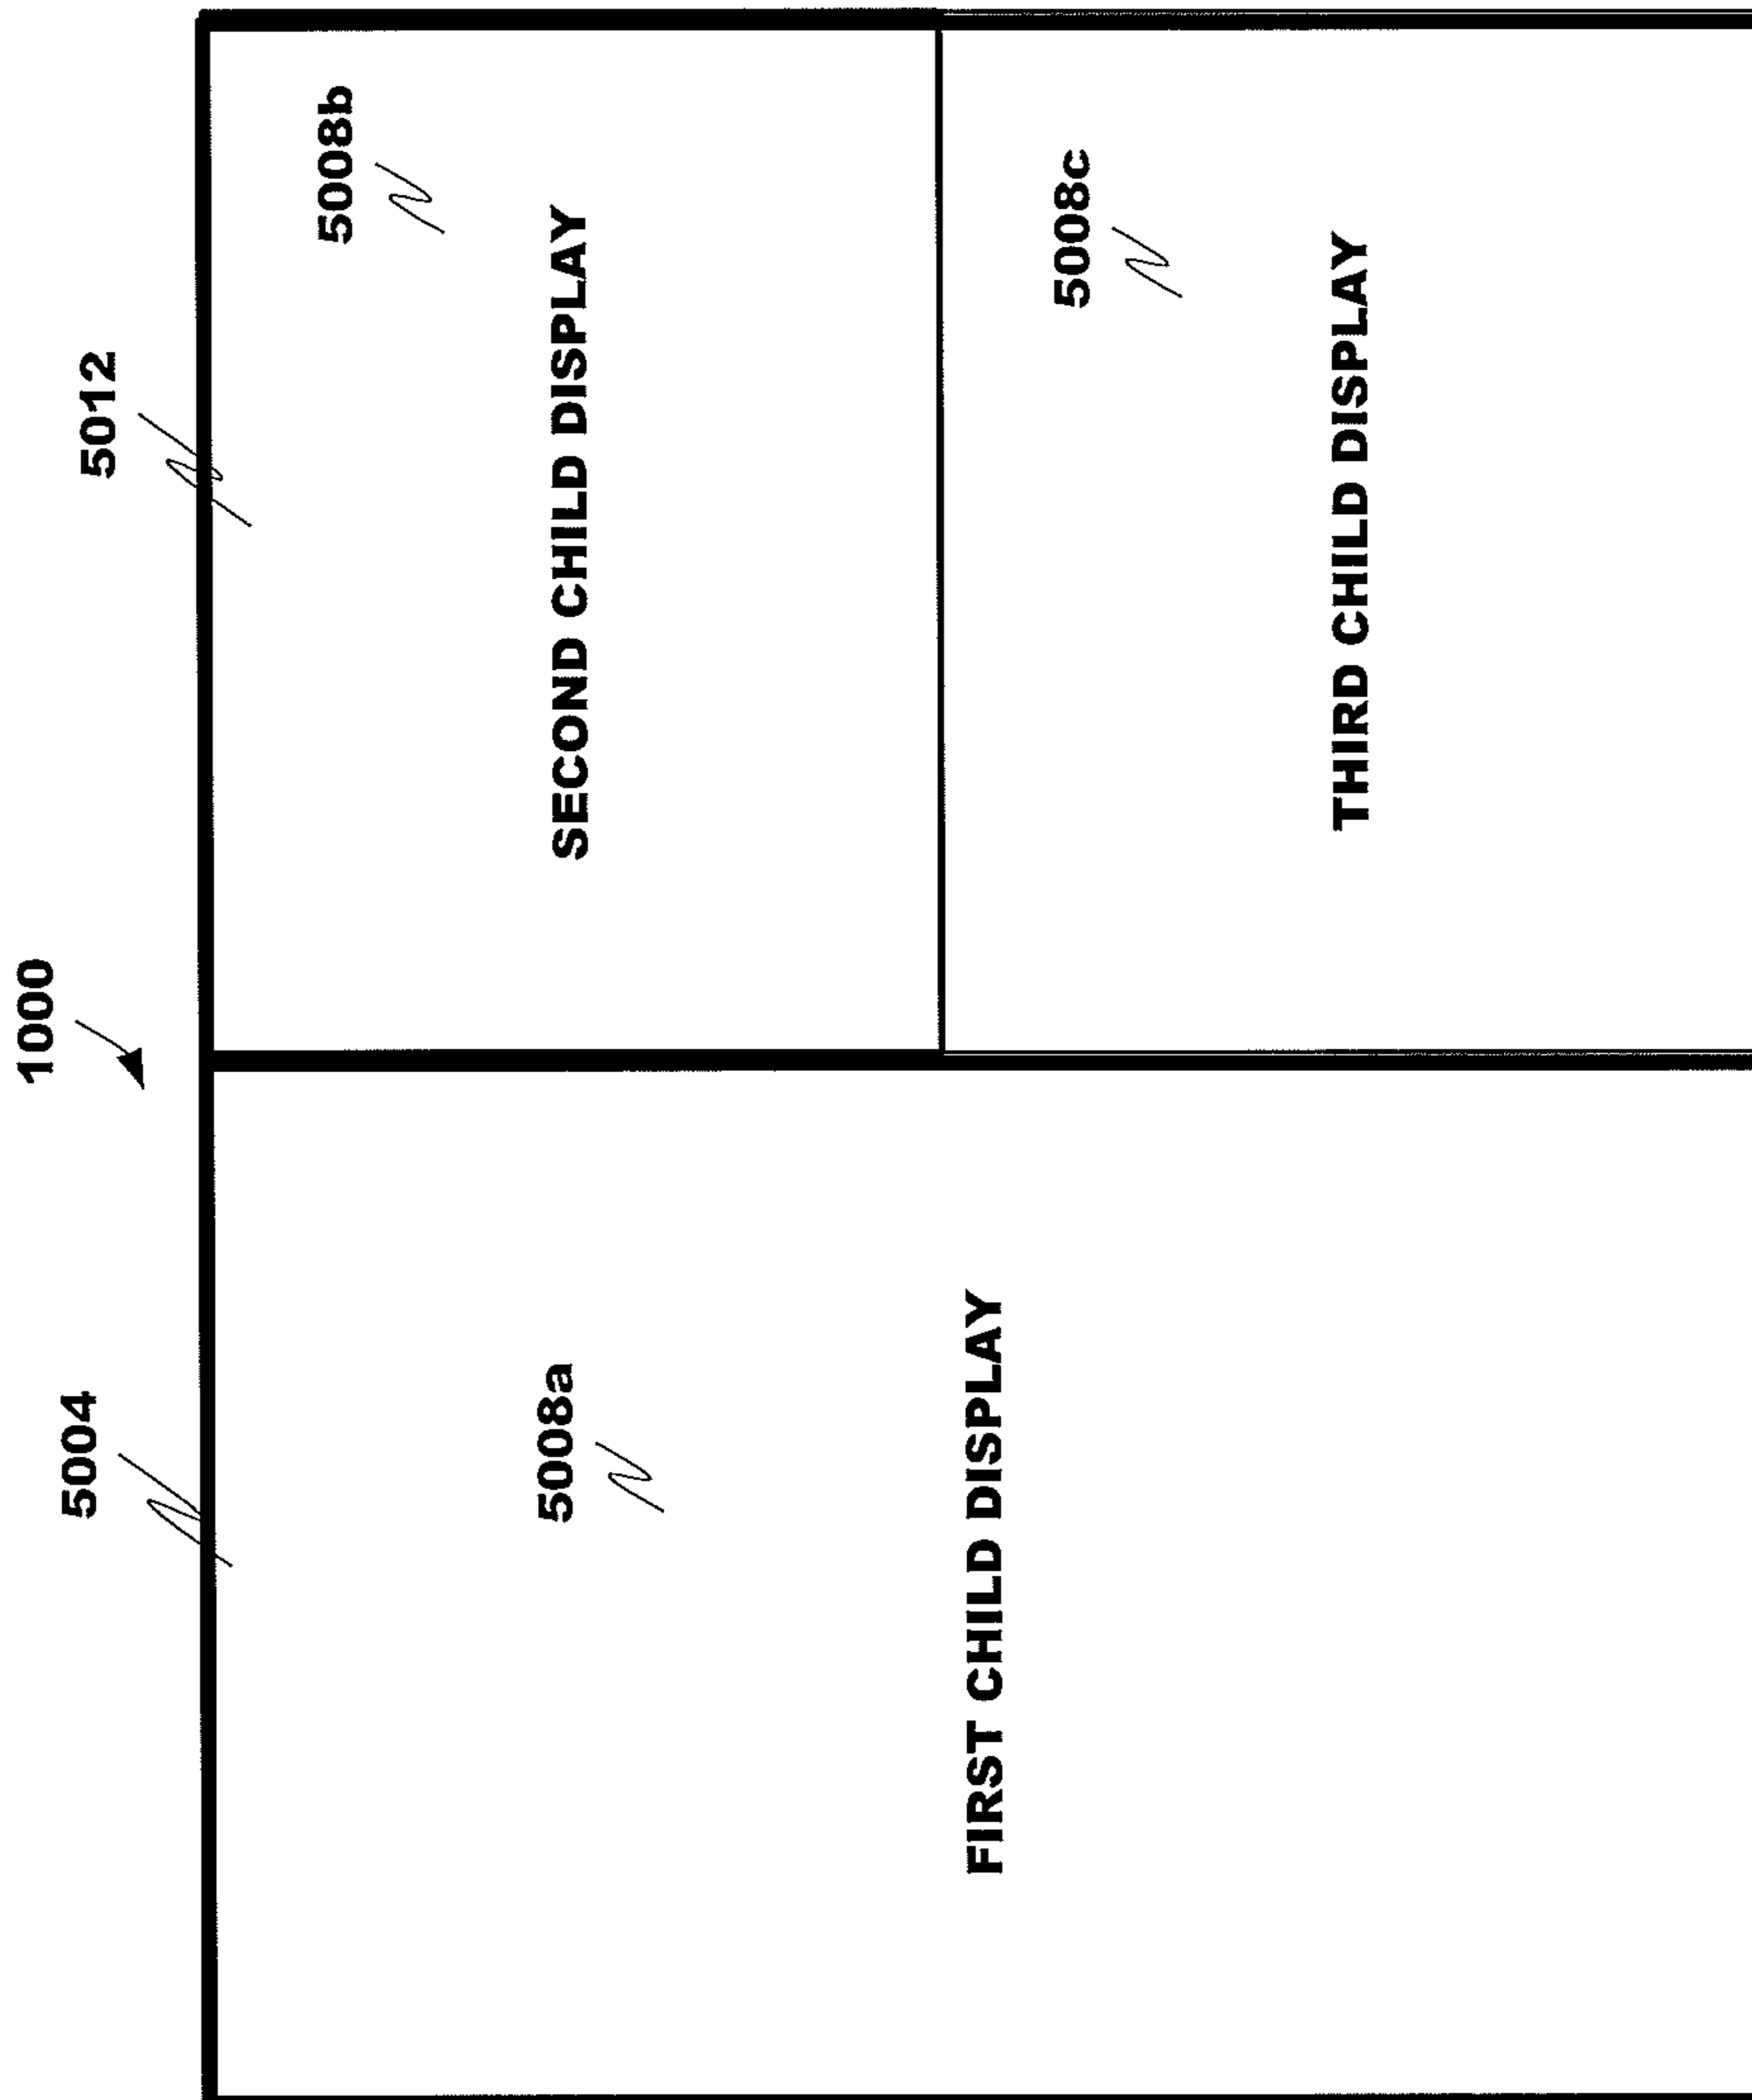 1000
5004
5012
5008a
5008b
FIRST CHILD DISPLAY
SECOND CHILD DISPLAY
5008c
THIRD CHILD DISPLAY